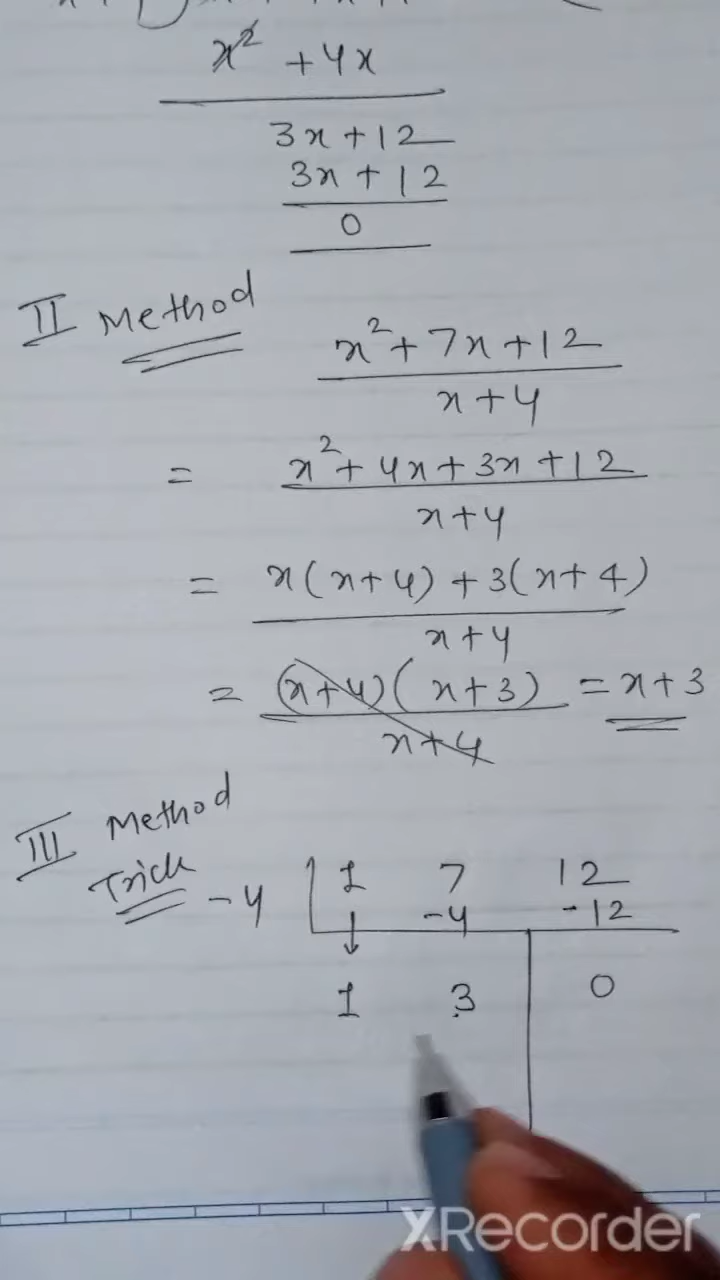 x² + 4x
3x + 12
3x + 12
0
II Method
x² + 7x + 12
x + 4
= x² + 4x + 3x + 12
x + 4
= x(x+4) + 3(x+4)
x + 4
= (x+4)(x+3) = x+3
x+4
III Method
Trick
-4 1 7 12
-4 -12
1 3 0
XRecorder